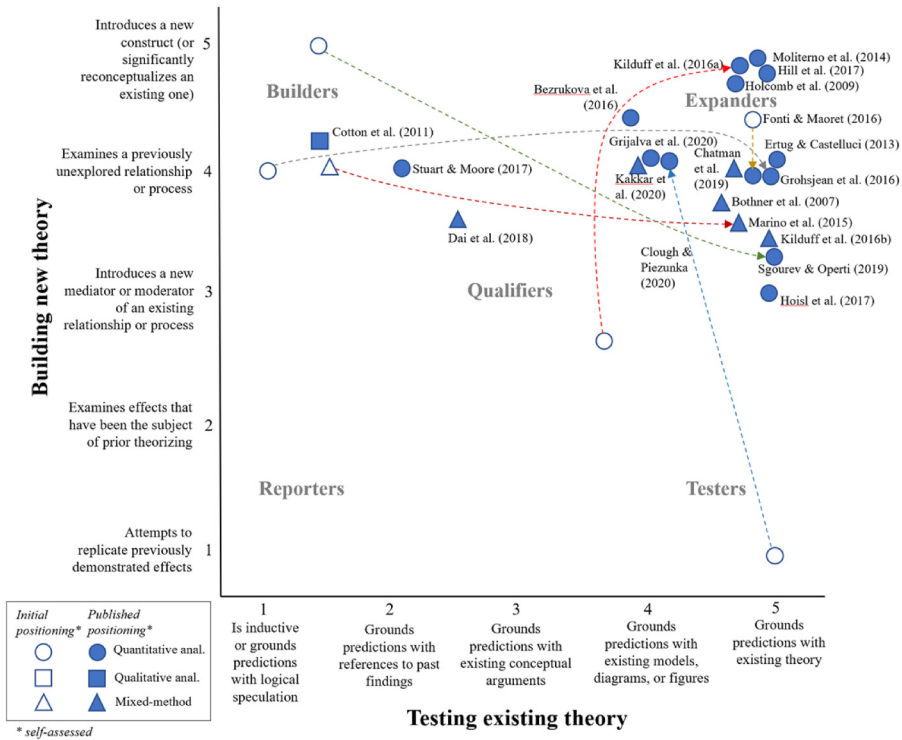 Building new theory
Introduces a new
construct (or
significantly
reconceptualizes an
existing one)
5
Examines a previously
unexplored relationship
or process
4
Introduces a new
mediator or moderator
of an existing
relationship or process
3
Examines effects that
have been the subject
of prior theorizing
2
Attempts to
replicate previously
demonstrated effects
1
Builders
Cotton et al. (2011)
Stuart & Moore (2017)
Dai et al. (2018)
Qualifiers
Bezrukova et al.
(2016)
Kilduff et al. (2016a)
Moliterno et al. (2014)
Hill et al. (2017)
Holcomb et al. (2009)
Expanders
Fonti & Maoret (2016)
Grijalva et al. (2020)
Kakkar et
al. (2020)
Chatman
et al.
(2019)
Ertug & Castellucci (2013)
Grohsjean et al. (2016)
Bothner et al. (2007)
Marino et al. (2015)
Kilduff et al. (2016b)
Clough &
Piezunka
(2020)
Sgourev & Operti (2019)
Hoisl et al. (2017)
Reporters
Testers
1
Is inductive
or grounds
predictions
with logical
speculation
2
Grounds
predictions with
references to past
findings
3
Grounds
predictions with
existing conceptual
arguments
4
Grounds
predictions with
existing models,
diagrams, or figures
5
Grounds
predictions with
existing theory
Testing existing theory
Initial
positioning*
Published
positioning*
Quantitative anal.
Qualitative anal.
Mixed-method
* self-assessed